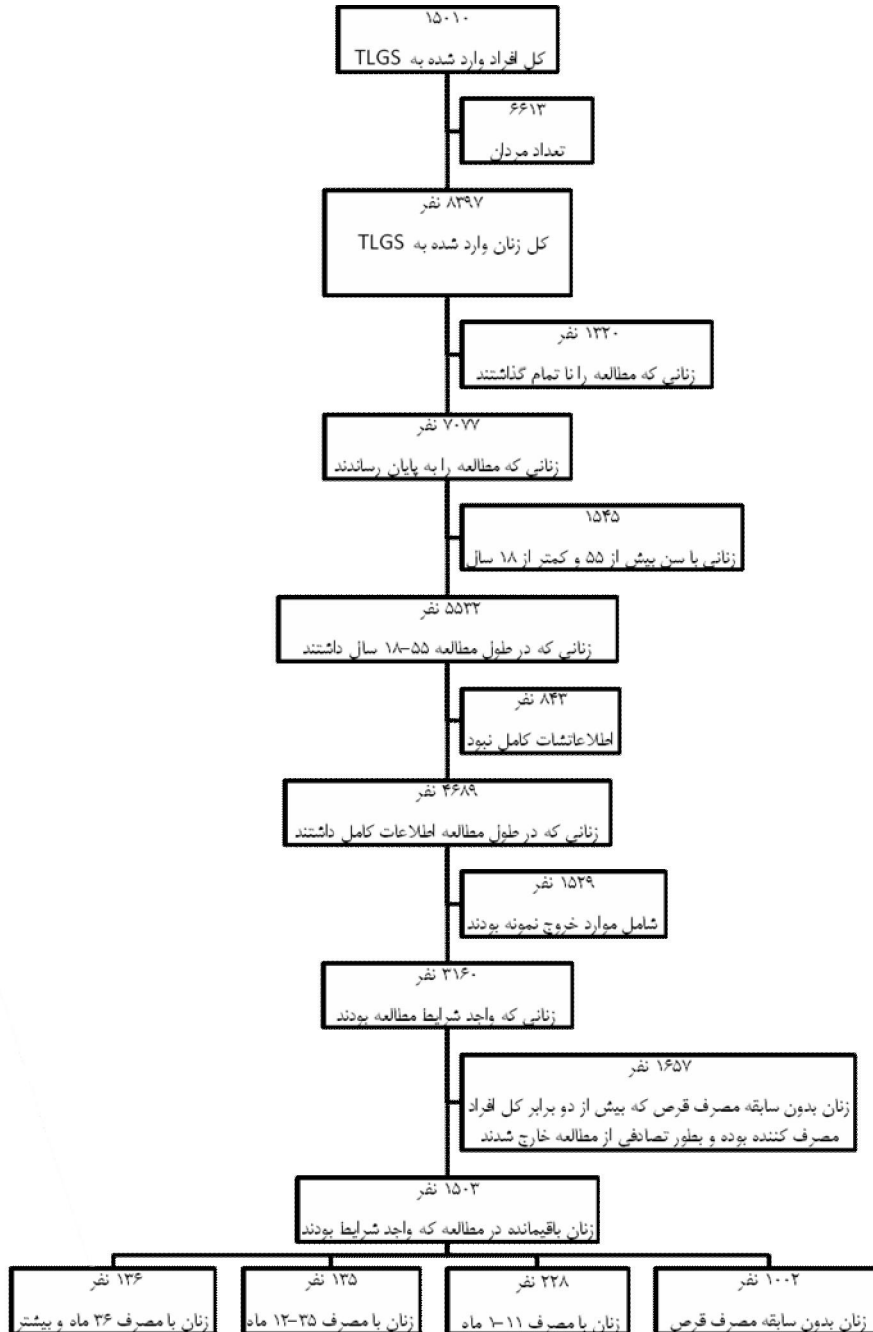 ۱۵۰۱۰
کل افراد وارد شده به TLGS
۶۶۱۳
تعداد مردان
۸۳۹۷ نفر
کل زنان وارد شده به TLGS
۱۳۲۰ نفر
زنانی که مطالعه را نا تمام گذاشتند
۷۰۷۷ نفر
زنانی که مطالعه را به پایان رساندند
۱۵۴۵
زنانی با سن بیش از ۵۵ و کمتر از ۱۸ سال
۵۵۳۲ نفر
زنانی که در طول مطالعه ۵۵-۱۸ سال داشتند
۸۴۳ نفر
اطلاعاتشات کامل نبود
۴۶۸۹ نفر
زنانی که در طول مطالعه اطلاعات کامل داشتند
۱۵۲۹ نفر
شامل موارد خروج نمونه بودند
۳۱۶۰ نفر
زنانی که واجد شرایط مطالعه بودند
۱۶۵۷ نفر
زنان بدون سابقه مصرف قرص که بیش از دو برابر کل افراد
مصرف کننده بوده و بطور تصادفی از مطالعه خارج شدند
۱۵۰۳ نفر
زنان باقیمانده در مطالعه که واجد شرایط بودند
۱۰۰۲ نفر
زنان بدون سابقه مصرف قرص
۲۲۸ نفر
زنان با مصرف ۱۱-۱ ماه
۱۳۵ نفر
زنان با مصرف ۳۵-۱۲ ماه
۱۳۶ نفر
زنان با مصرف ۳۶ ماه و بیشتر